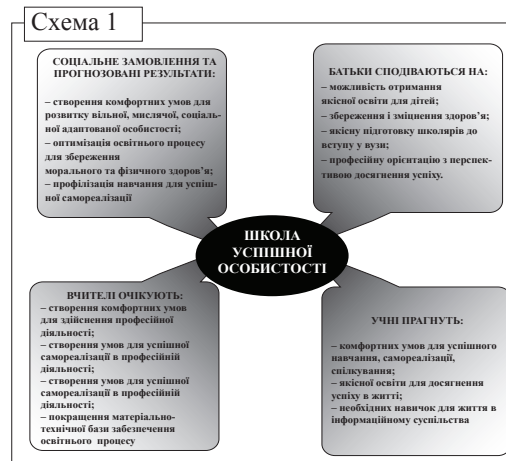 Схема 1
СОЦІАЛЬНЕ ЗАМОВЛЕННЯ ТА
ПРОГНОЗОВАНІ РЕЗУЛЬТАТИ:
– створення комфортних умов для
розвитку вільної, мислячої, соціаль-
ної адаптованої особистості;
– оптимізація освітнього процесу
для збереження
морального та фізичного здоров’я;
– профілізація навчання для успіш-
ної самореалізації
БАТЬКИ СПОДІВАЮТЬСЯ НА:
– можливість отримання
якісної освіти для дітей;
– збереження і зміцнення здоров’я;
– якісну підготовку школярів до
вступу у вузи;
– професійну орієнтацію з перспек-
тивою досягнення успіху.
ШКОЛА
УСПІШНОЇ
ОСОБИСТОСТІ
ВЧИТЕЛІ ОЧІКУЮТЬ:
– створення комфортних умов
для здійснення професійної
діяльності;
– створення умов для успішної
самореалізації в професійній
діяльності;
– створення умов для успішної
самореалізації в професійній
діяльності;
– покращення матеріально-
технічної бази забезпечення
освітнього процесу
УЧНІ ПРАГНУТЬ:
– комфортних умов для успішного
навчання, самореалізації,
спілкування;
– якісної освіти для досягнення
успіху в житті;
– необхідних навичок для життя в
інформаційному суспільства